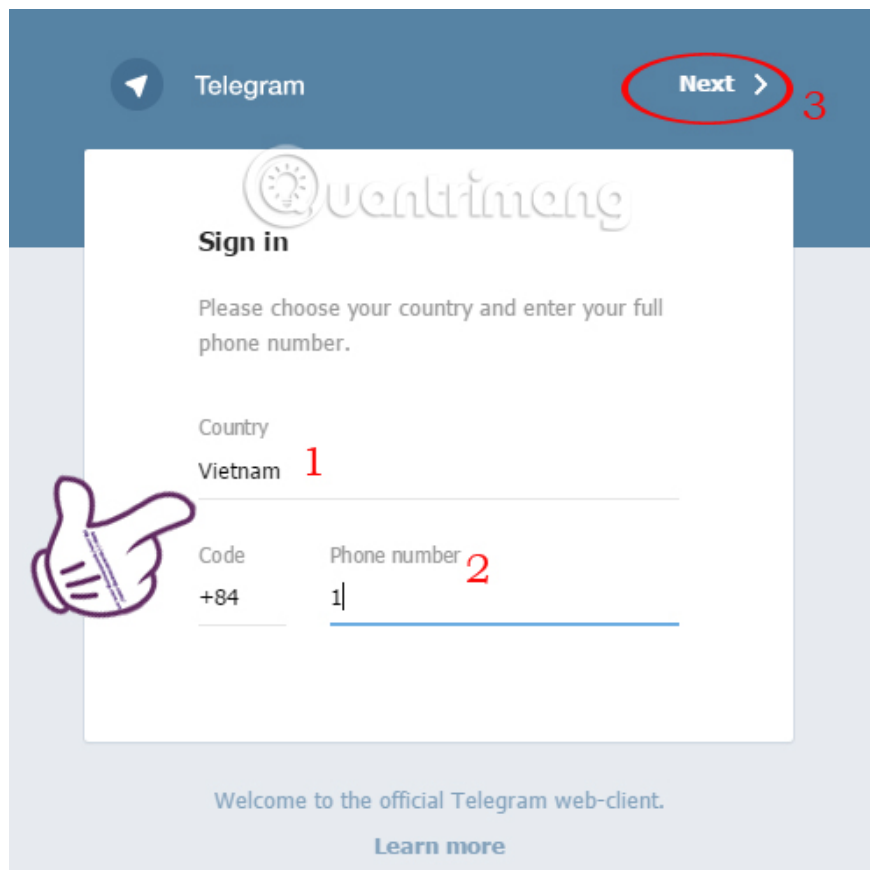 Telegram
Next
3
Quantrimang
Sign in
Please choose your country and enter your full
phone number.
Country
Vietnam 1
Code Phone number 2
+84 1
Welcome to the official Telegram web-client.
Learn more